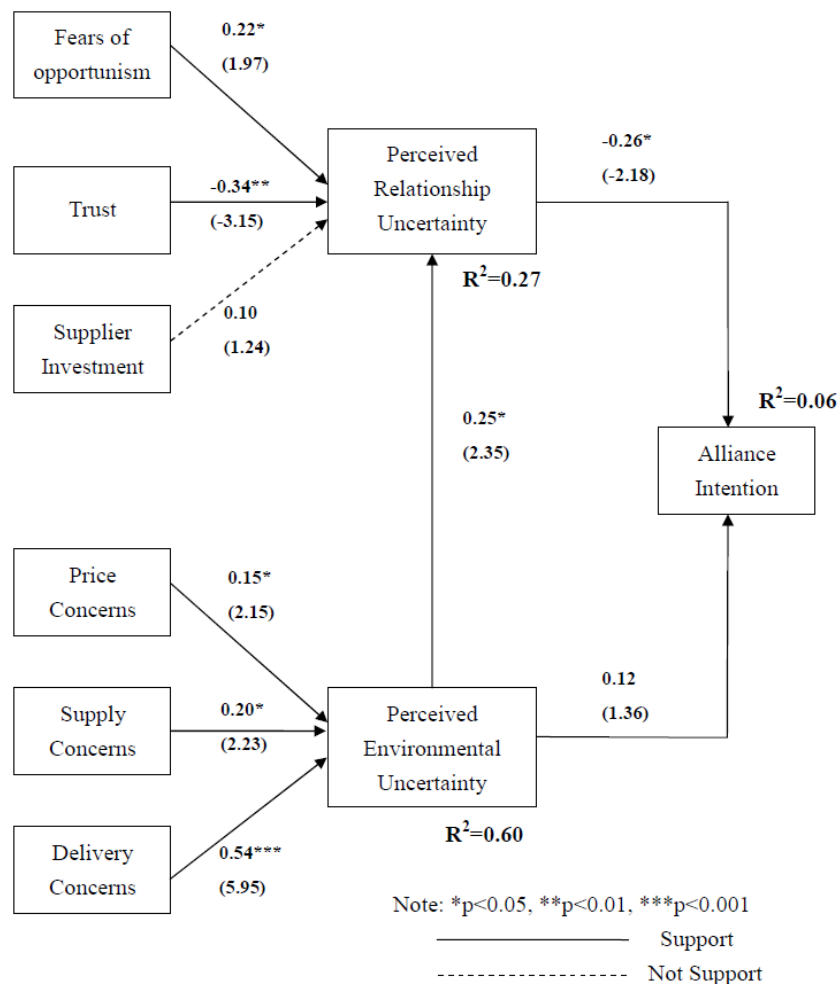 Fears of
opportunism
0.22*
(1.97)
Trust
-0.34**
(-3.15)
Supplier
Investment
0.10
(1.24)
Perceived
Relationship
Uncertainty
R²=0.27
-0.26*
(-2.18)
0.25*
(2.35)
R²=0.06
Alliance
Intention
Price
Concerns
0.15*
(2.15)
Supply
Concerns
0.20*
(2.23)
Delivery
Concerns
0.54***
(5.95)
Perceived
Environmental
Uncertainty
R²=0.60
0.12
(1.36)
Note: *p<0.05, **p<0.01, ***p<0.001
Support
Not Support